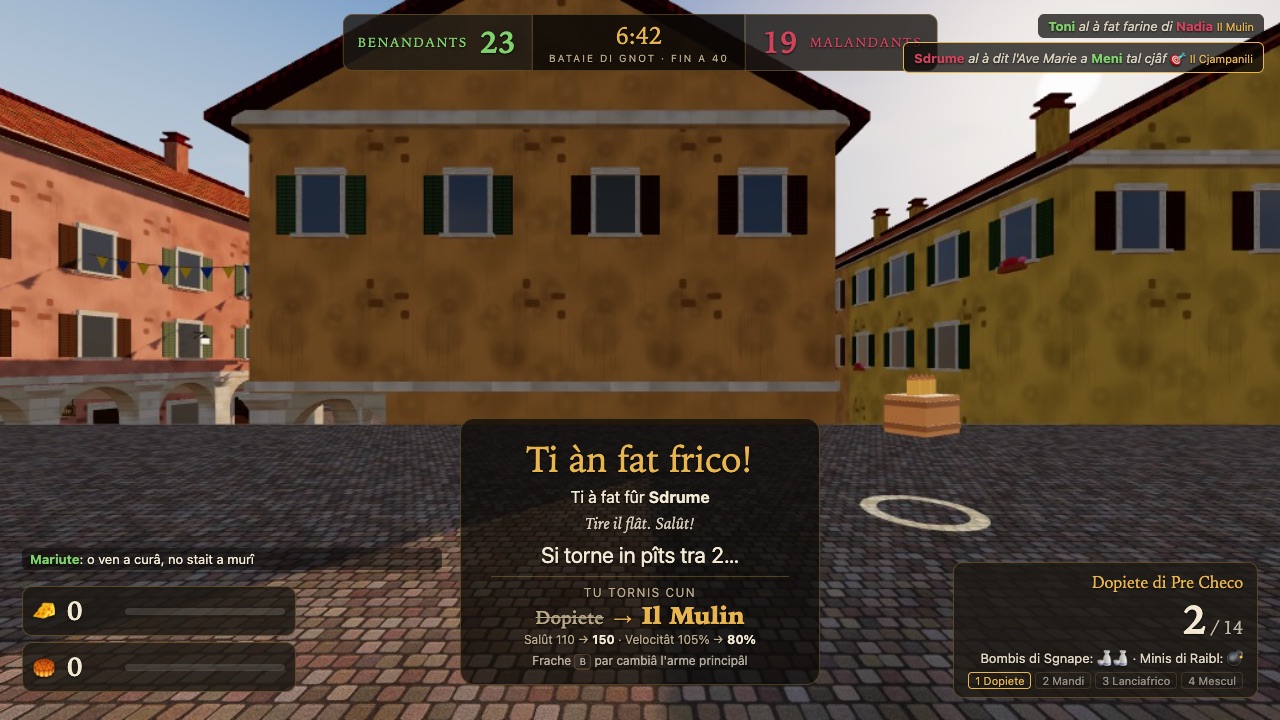 BENANDANTS 23
6:42
BATAIE DI GNOT · FIN A 40
19 MALANDANTS
Toni al à fat farine di Nadia Il Mulin
Sdrume al à dit l'Ave Marie a Meni tal cjâf 🎯 Il Cjampanili
Ti àn fat frico!
Ti à fat fûr Sdrume
Tire il flât. Salût!
Si torne in pîts tra 2...
TU TORNIS CUN
Dopiete → Il Mulin
Salût 110 → 150 · Velocitât 105% → 80%
Frache B par cambiâ l'arme principâl
Mariute: o ven a curâ, no stait a murî
0
0
Dopiete di Pre Checo
2 / 14
Bombis di Sgnape: · Minis di Raibl:
1 Dopiete 2 Mandi 3 Lanciafrico 4 Mescul